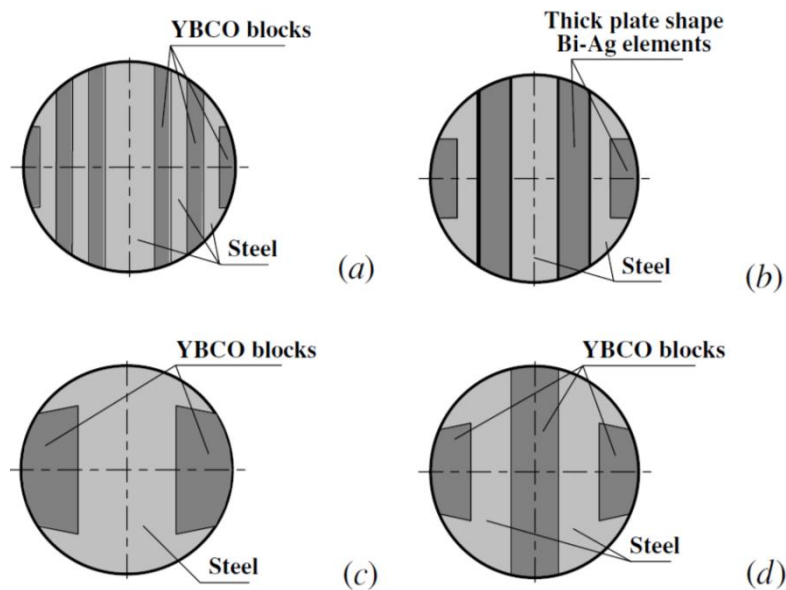 YBCO blocks
Steel
(a)
Thick plate shape
Bi-Ag elements
Steel
(b)
YBCO blocks
Steel
(c)
YBCO blocks
Steel
(d)